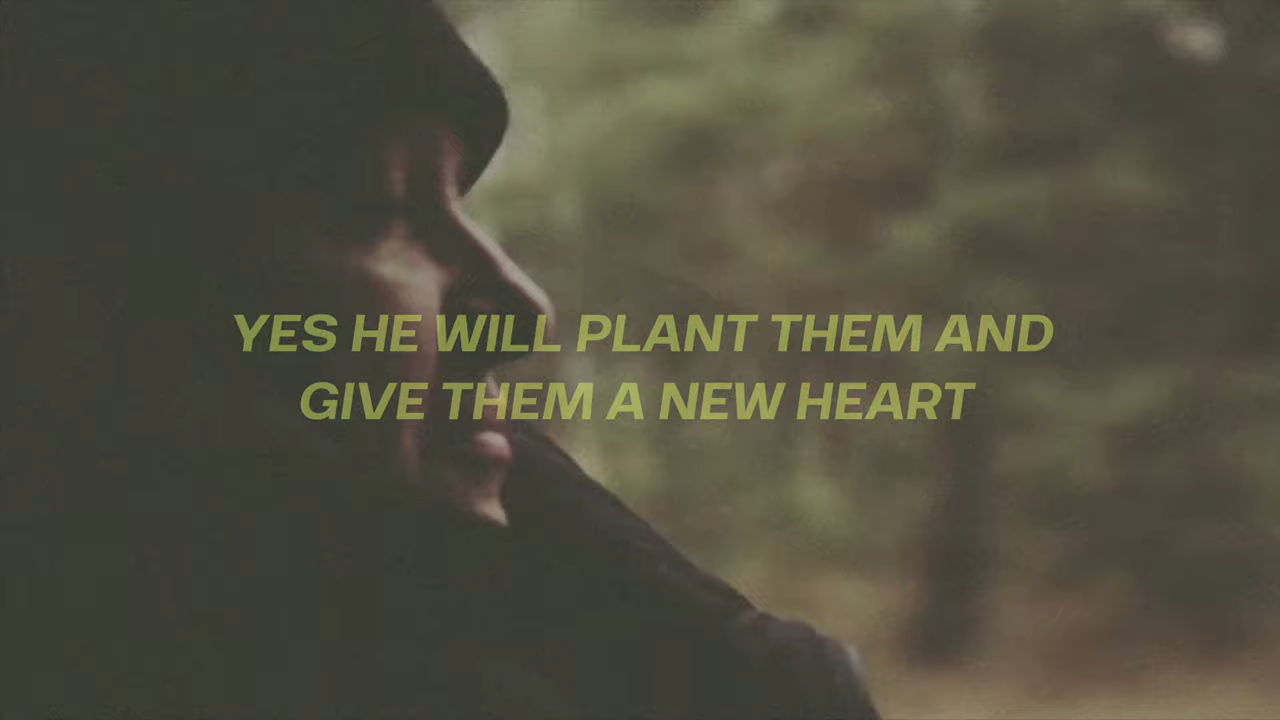 YES HE WILL PLANT THEM AND
GIVE THEM A NEW HEART